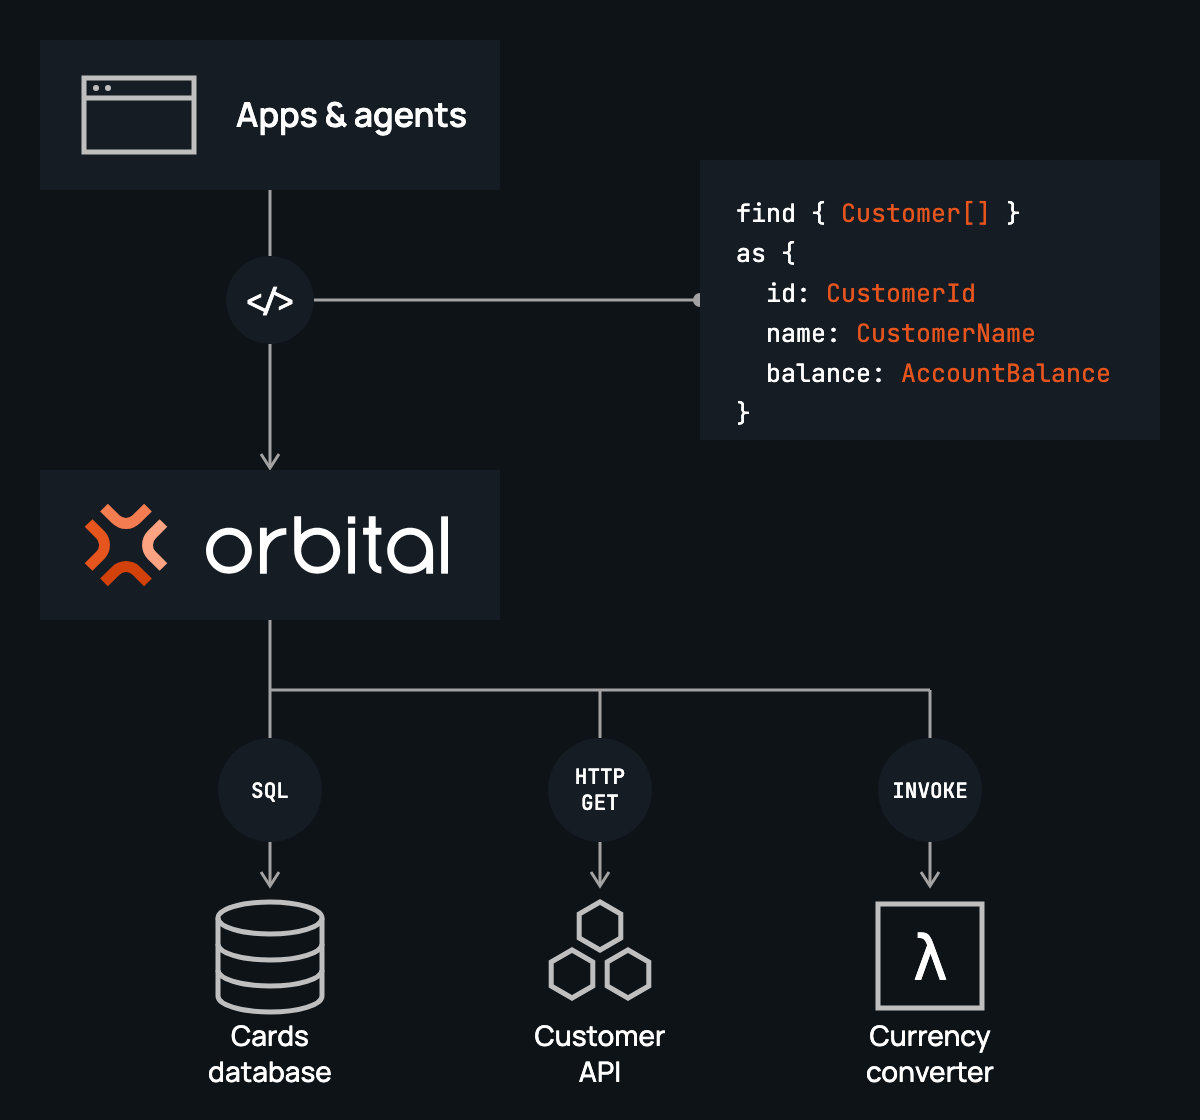 Apps & agents
</>
find { Customer[] }
as {
  id: CustomerId
  name: CustomerName
  balance: AccountBalance
}
orbital
SQL
HTTP
GET
INVOKE
λ
Cards
database
Customer
API
Currency
converter